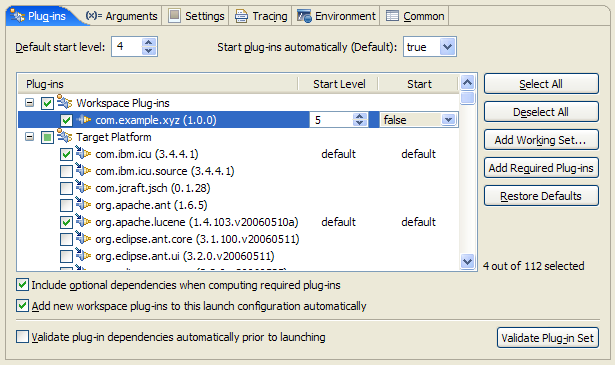 Plug-ins (x)= Arguments Settings Tracing Environment Common
Default start level: 4 Start plug-ins automatically (Default): true
Plug-ins Start Level Start
Workspace Plug-ins
com.example.xyz (1.0.0) 5 false
Target Platform
com.ibm.icu (3.4.4.1) default default
com.ibm.icu.source (3.4.4.1)
com.jcraft.jsch (0.1.28)
org.apache.ant (1.6.5)
org.apache.lucene (1.4.103.v20060510a) default default
org.eclipse.ant.core (3.1.100.v20060511)
org.eclipse.ant.ui (3.2.0.v20060511)
Select All
Deselect All
Add Working Set...
Add Required Plug-ins
Restore Defaults
4 out of 112 selected
Include optional dependencies when computing required plug-ins
Add new workspace plug-ins to this launch configuration automatically
Validate plug-in dependencies automatically prior to launching
Validate Plug-in Set